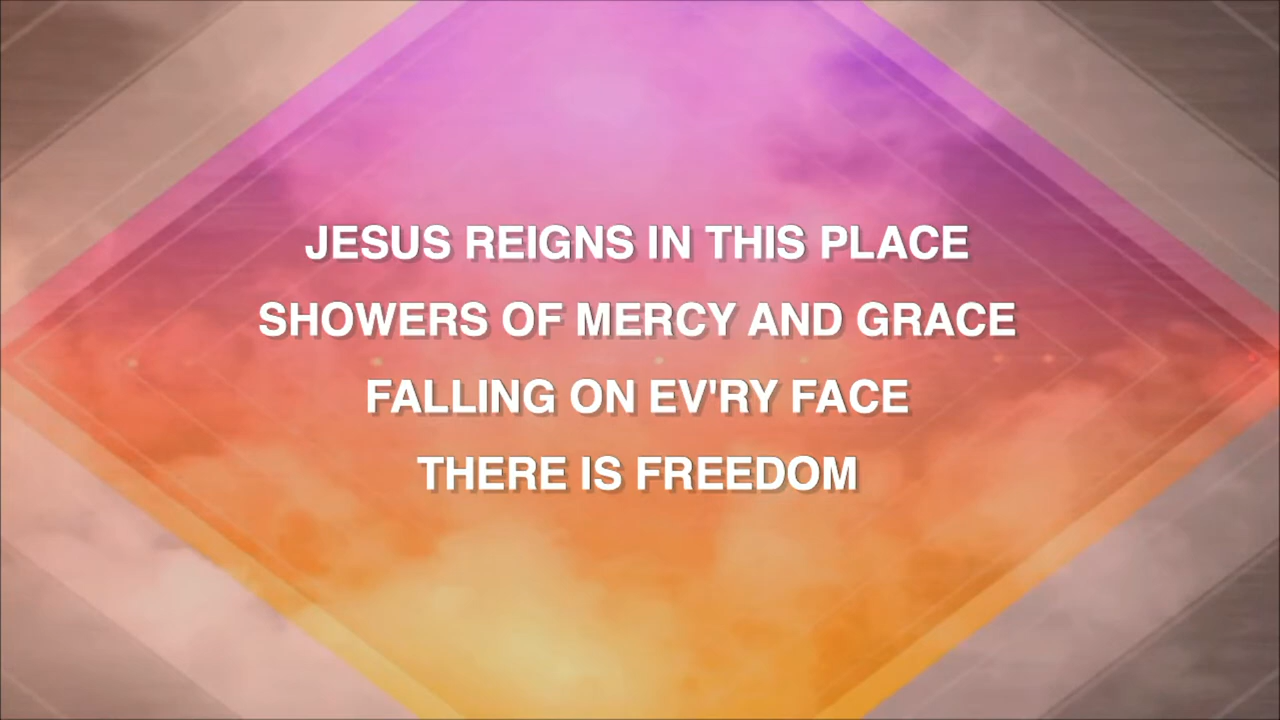 JESUS REIGNS IN THIS PLACE
SHOWERS OF MERCY AND GRACE
FALLING ON EV'RY FACE
THERE IS FREEDOM